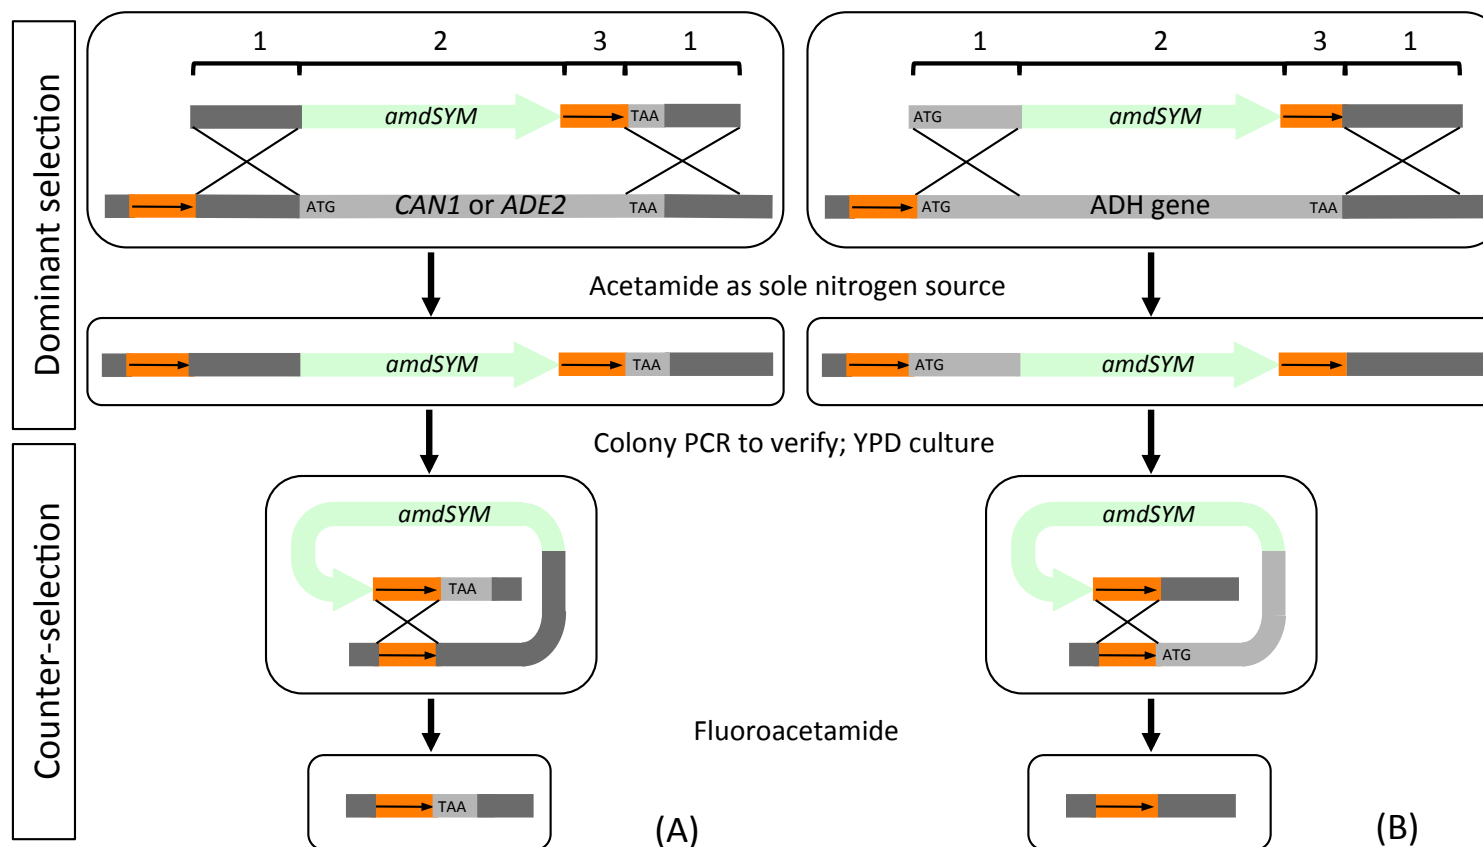 Dominant selection
1 2 3 1
amdSYM
TAA
ATG
CAN1 or ADE2
TAA
1 2 3 1
ATG
amdSYM
ATG
ADH gene
TAA
Acetamide as sole nitrogen source
amdSYM
TAA
ATG
amdSYM
Colony PCR to verify; YPD culture
Counter-selection
amdSYM
TAA
amdSYM
ATG
Fluoroacetamide
TAA
(A)
(B)